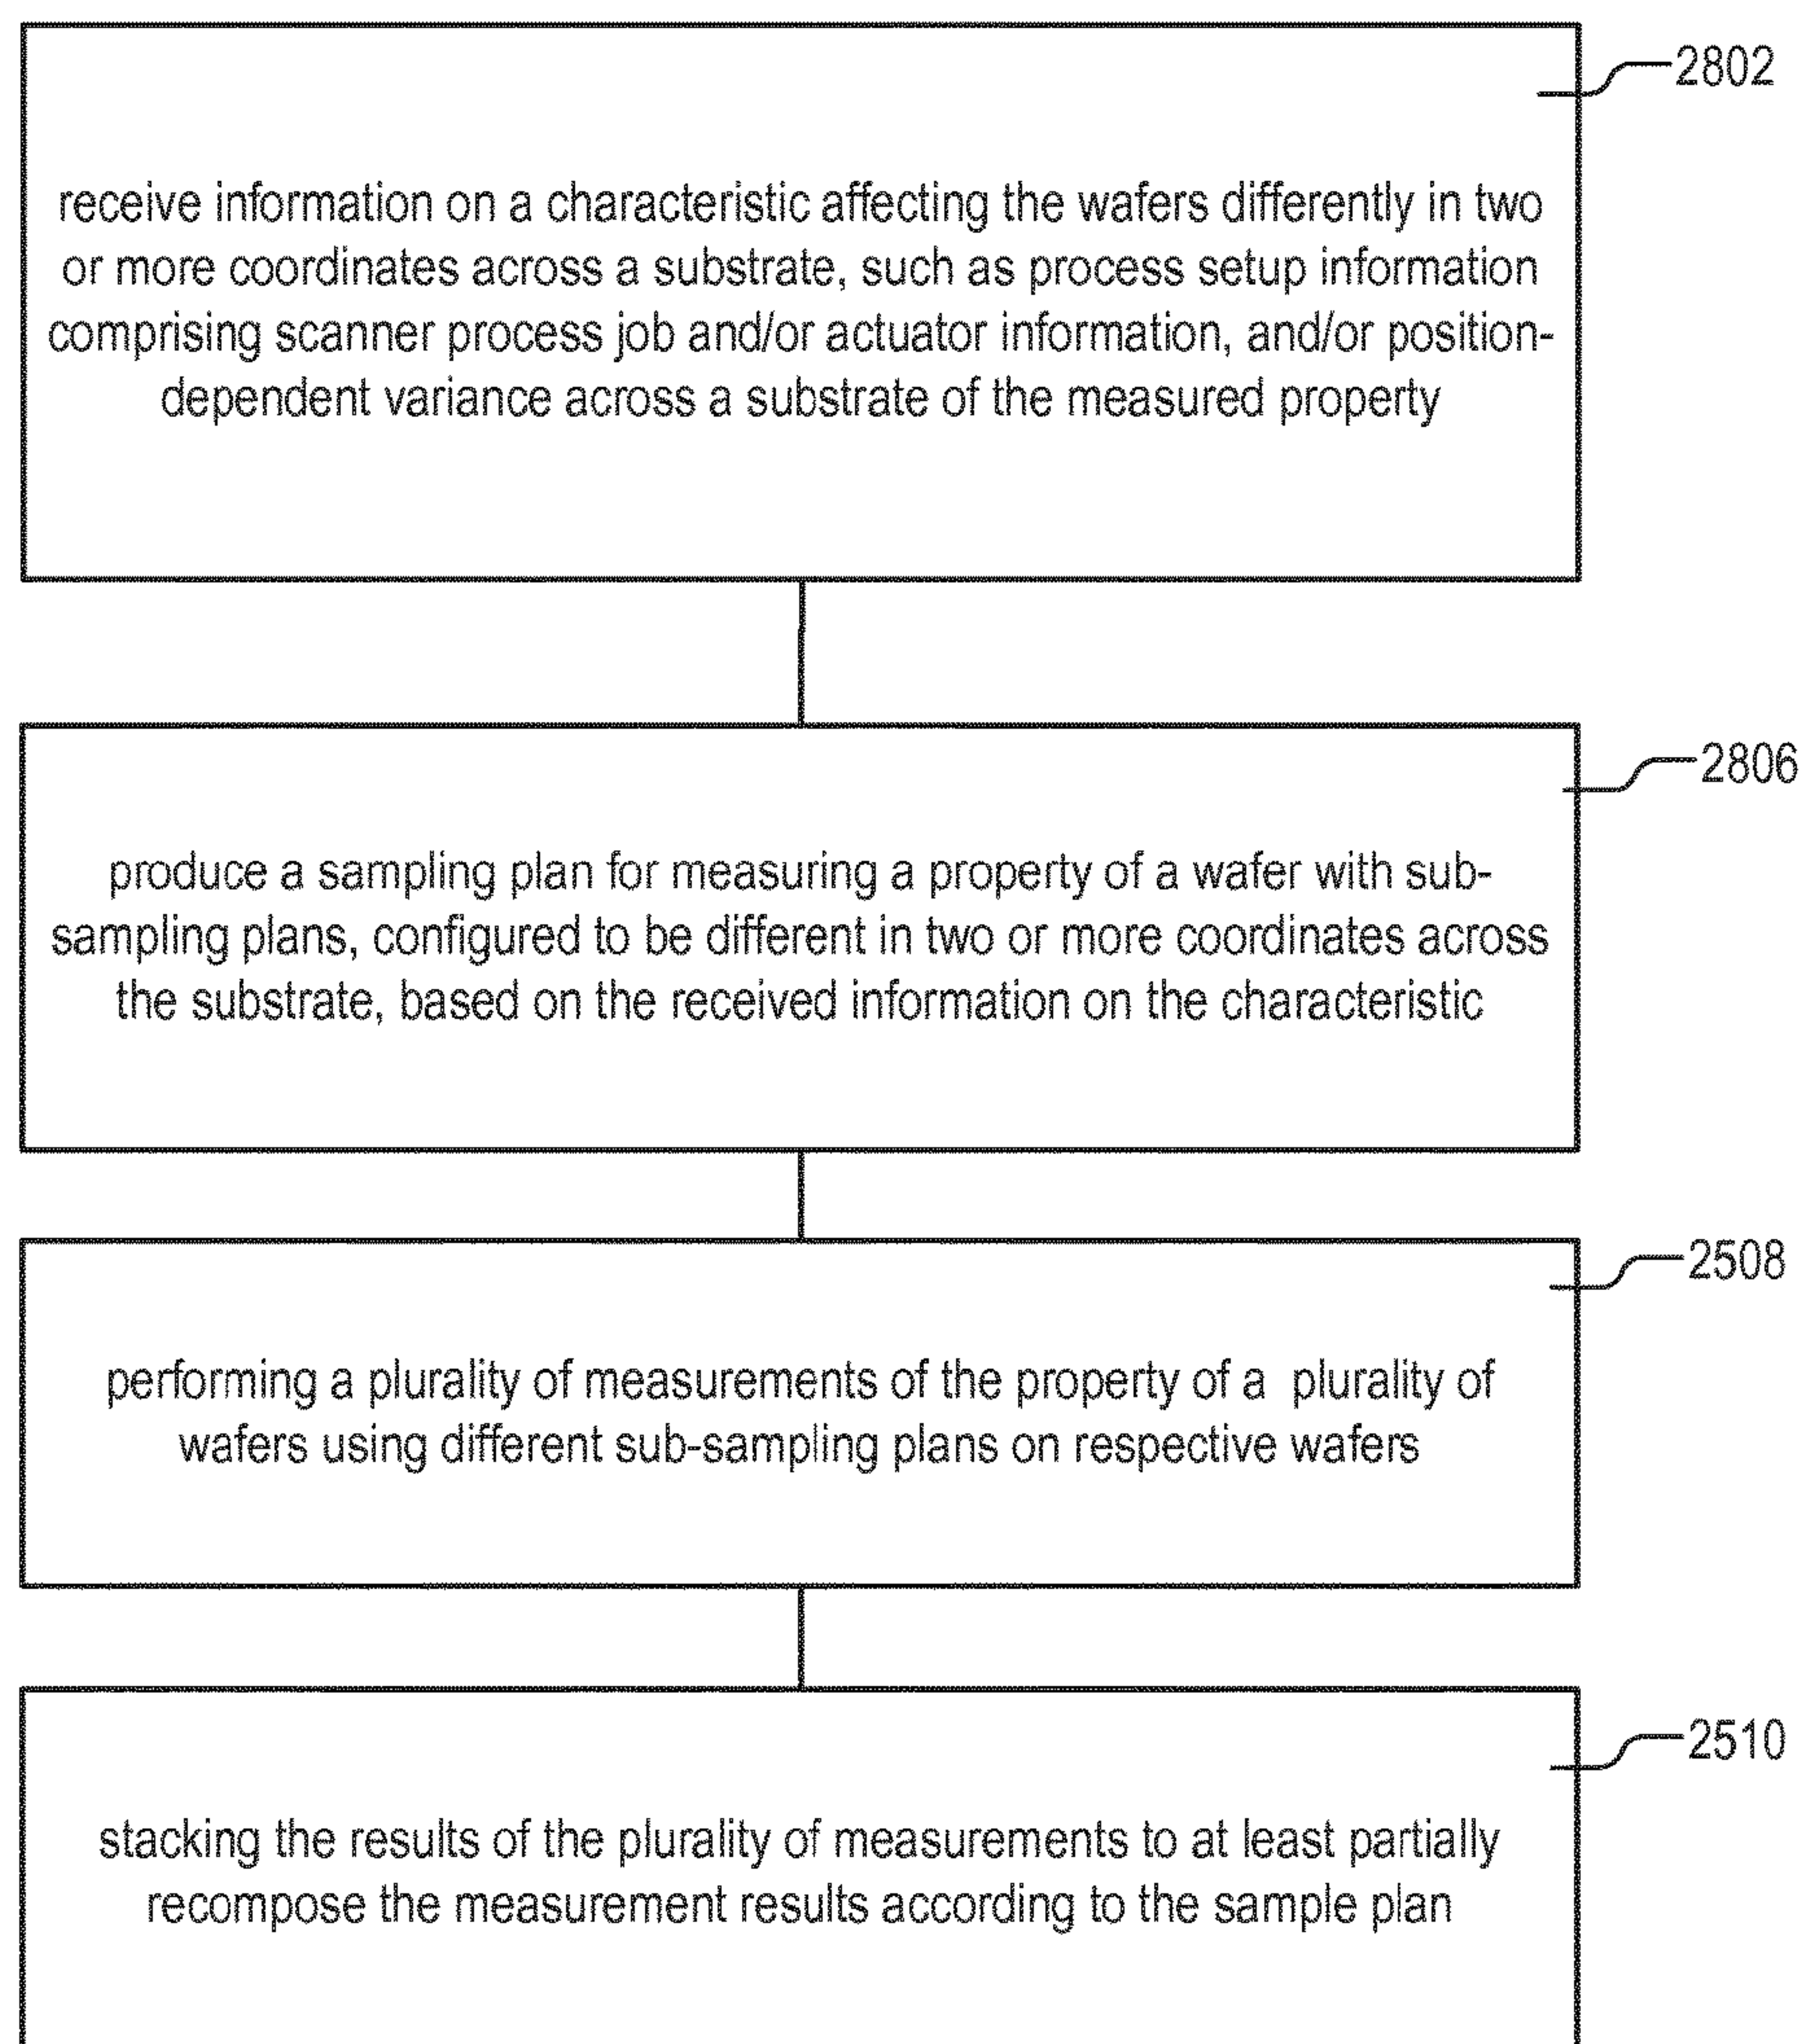 2802
receive information on a characteristic affecting the wafers differently in two
or more coordinates across a substrate, such as process setup information
comprising scanner process job and/or actuator information, and/or position-
dependent variance across a substrate of the measured property
2806
produce a sampling plan for measuring a property of a wafer with sub-
sampling plans, configured to be different in two or more coordinates across
the substrate, based on the received information on the characteristic
2508
performing a plurality of measurements of the property of a plurality of
wafers using different sub-sampling plans on respective wafers
2510
stacking the results of the plurality of measurements to at least partially
recompose the measurement results according to the sample plan